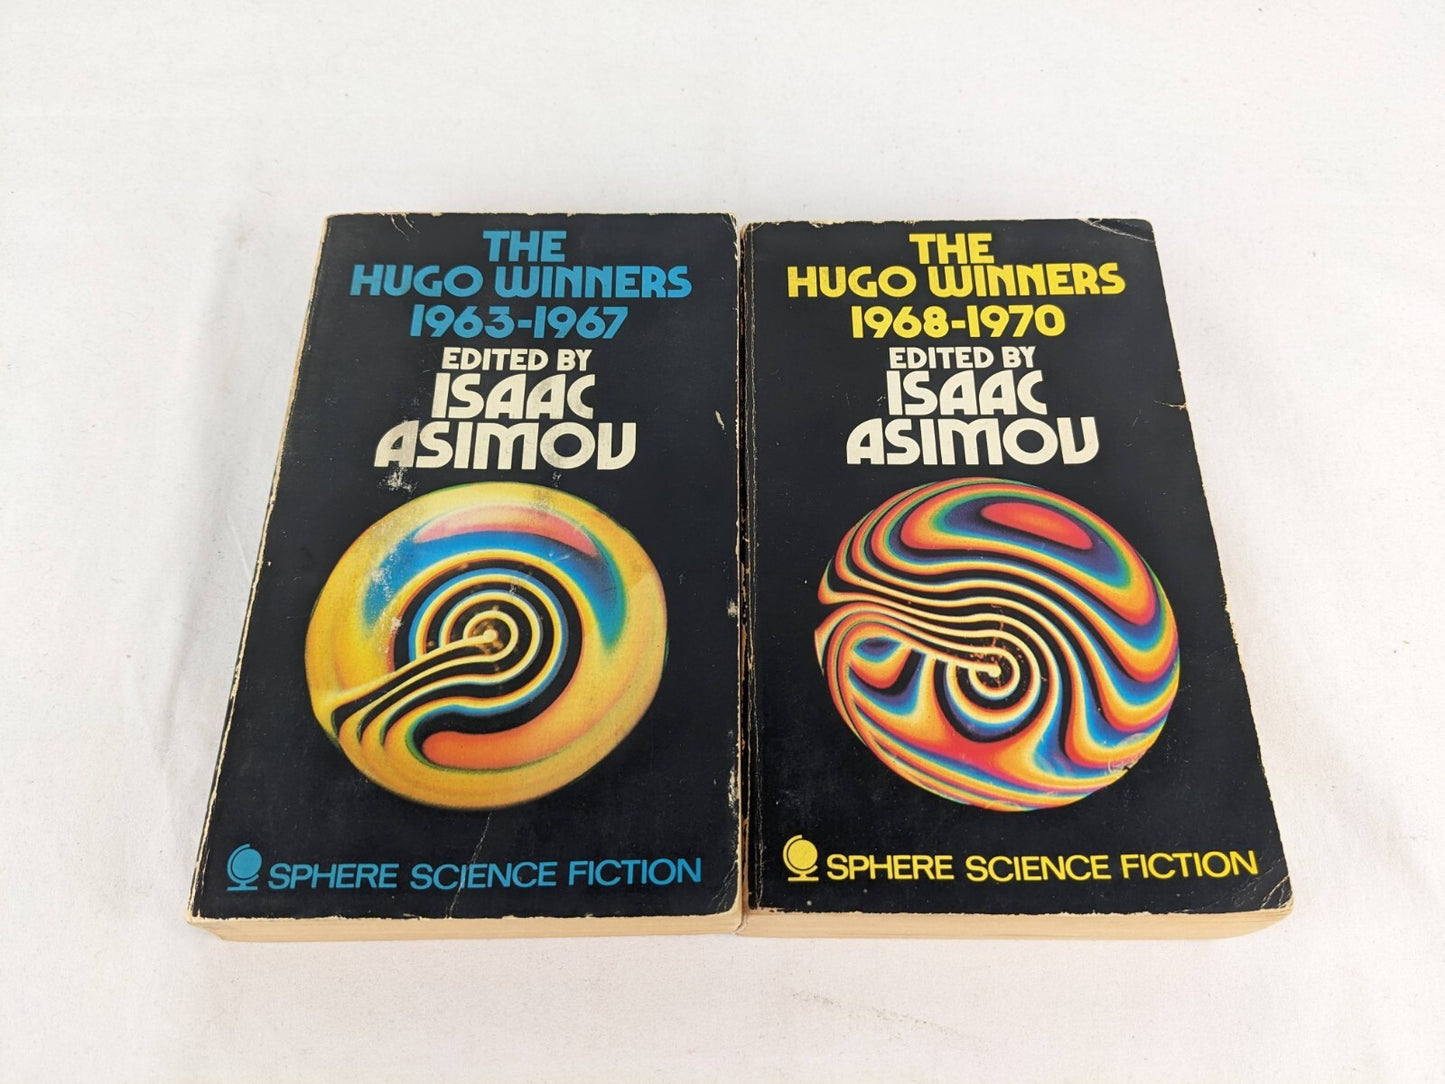 THE
HUGO WINNERS
1963-1967
EDITED BY
ISAAC
ASIMOV
SPHERE SCIENCE FICTION
THE
HUGO WINNERS
1968-1970
EDITED BY
ISAAC
ASIMOV
SPHERE SCIENCE FICTION